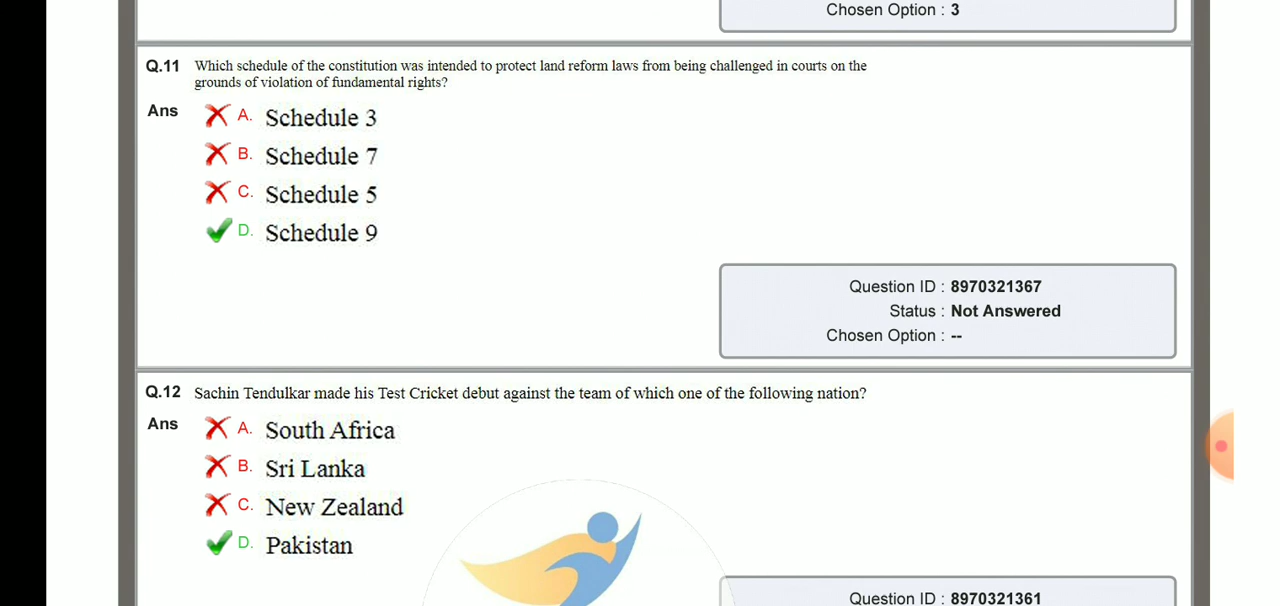 Chosen Option : 3
Q.11 Which schedule of the constitution was intended to protect land reform laws from being challenged in courts on the
grounds of violation of fundamental rights?
Ans A. Schedule 3
B. Schedule 7
C. Schedule 5
D. Schedule 9
Question ID : 8970321367
Status : Not Answered
Chosen Option : --
Q.12 Sachin Tendulkar made his Test Cricket debut against the team of which one of the following nation?
Ans A. South Africa
B. Sri Lanka
C. New Zealand
D. Pakistan
Question ID : 8970321361